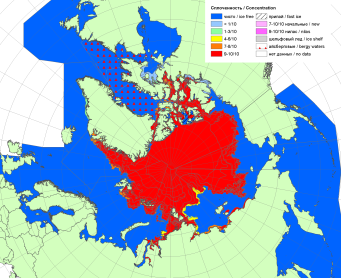 Сплоченность / Concentration
чисто / ice free
< 1/10
1-3/10
4-6/10
7-8/10
9-10/10
припай / fast ice
7-10/10 начальные / new
9-10/10 нилас / nilas
шельфовый лед / ice shelf
айсберговые / bergy waters
нет данных / no data